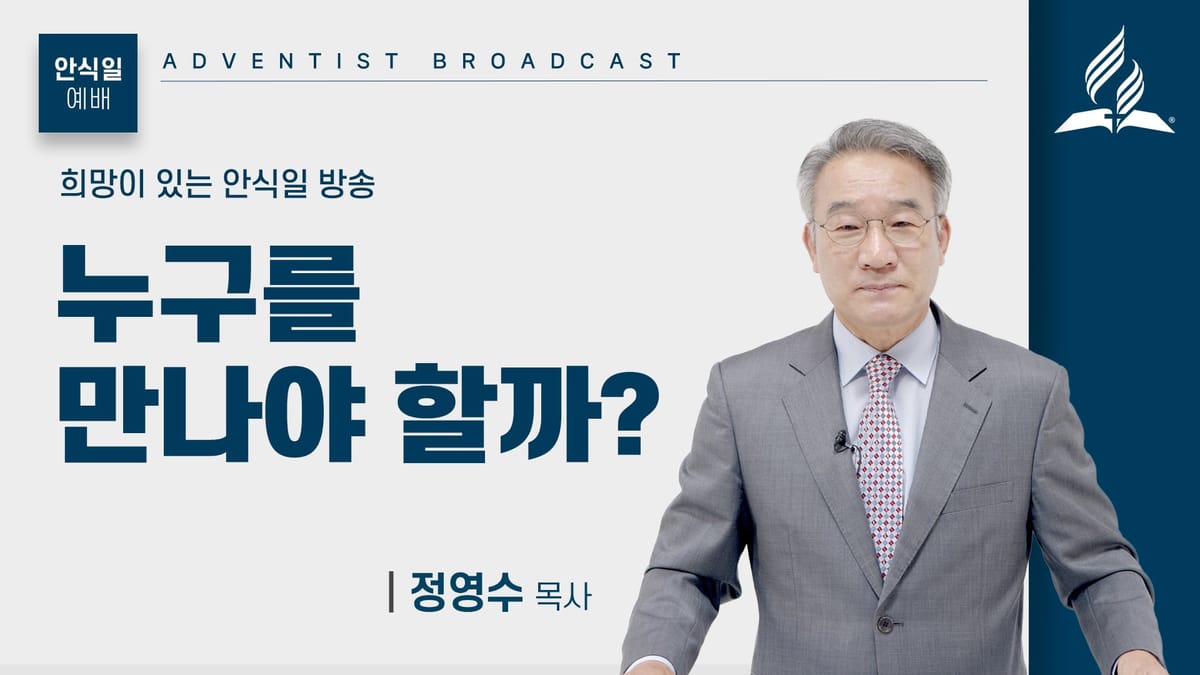 안식일
예배
ADVENTIST BROADCAST
®
희망이 있는 안식일 방송
누구를
만나야 할까?
정영수 목사